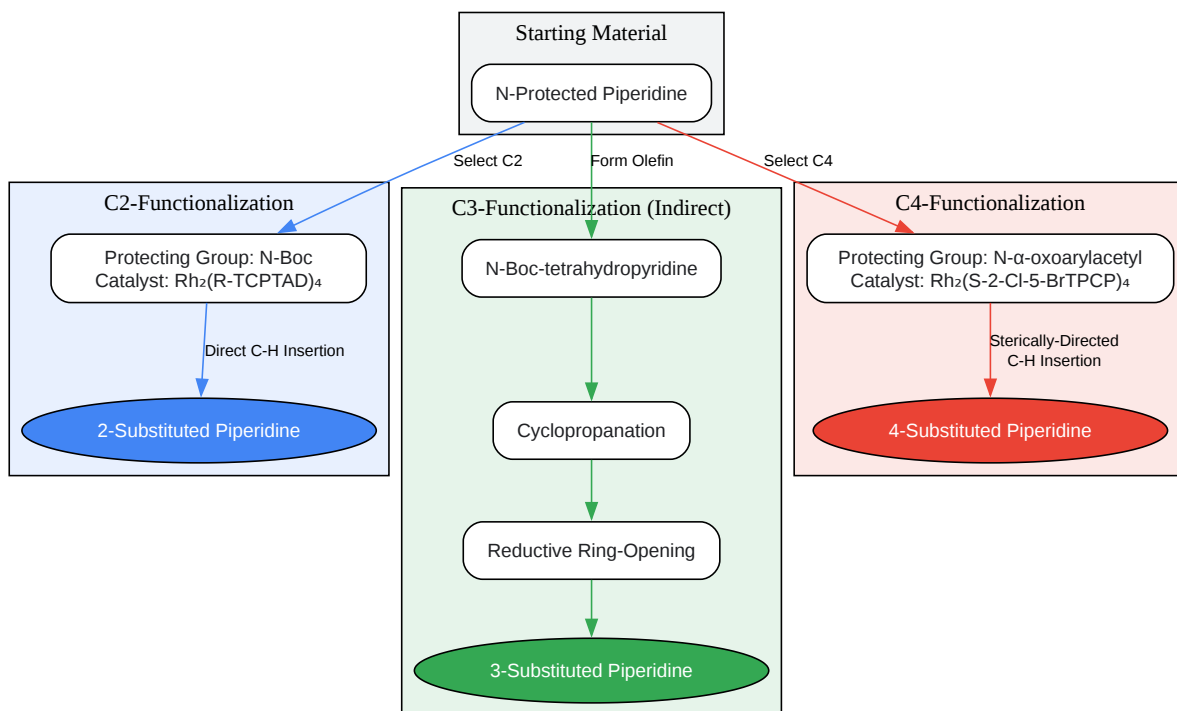 Starting Material
N-Protected Piperidine
Select C2
Form Olefin
Select C4
C2-Functionalization
Protecting Group: N-Boc
Catalyst: Rh₂(R-TCPTAD)₄
Direct C-H Insertion
2-Substituted Piperidine
C3-Functionalization (Indirect)
N-Boc-tetrahydropyridine
Cyclopropanation
Reductive Ring-Opening
3-Substituted Piperidine
C4-Functionalization
Protecting Group: N-α-oxoarylacetyl
Catalyst: Rh₂(S-2-Cl-5-BrTPCP)₄
Sterically-Directed
C-H Insertion
4-Substituted Piperidine